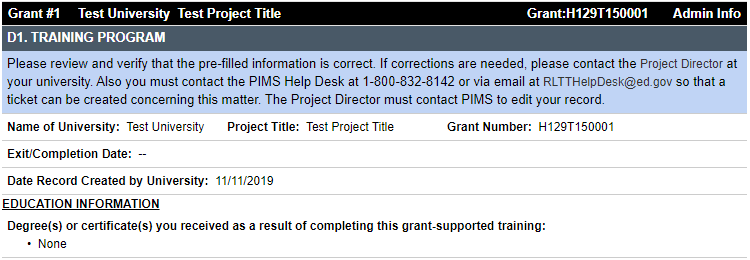 Grant #1 Test University Test Project Title Grant:H129T150001 Admin Info
D1. TRAINING PROGRAM
Please review and verify that the pre-filled information is correct. If corrections are needed, please contact the Project Director at
your university. Also you must contact the PIMS Help Desk at 1-800-832-8142 or via email at RLTTHelpDesk@ed.gov so that a
ticket can be created concerning this matter. The Project Director must contact PIMS to edit your record.
Name of University: Test University Project Title: Test Project Title Grant Number: H129T150001
Exit/Completion Date: --
Date Record Created by University: 11/11/2019
EDUCATION INFORMATION
Degree(s) or certificate(s) you received as a result of completing this grant-supported training:
• None